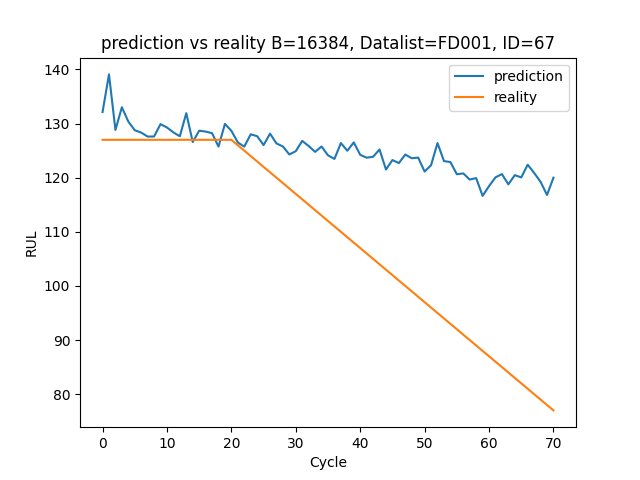 prediction vs reality B=16384, Datalist=FD001, ID=67
prediction
reality
RUL
140
130
120
110
100
90
80
0 10 20 30 40 50 60 70
Cycle